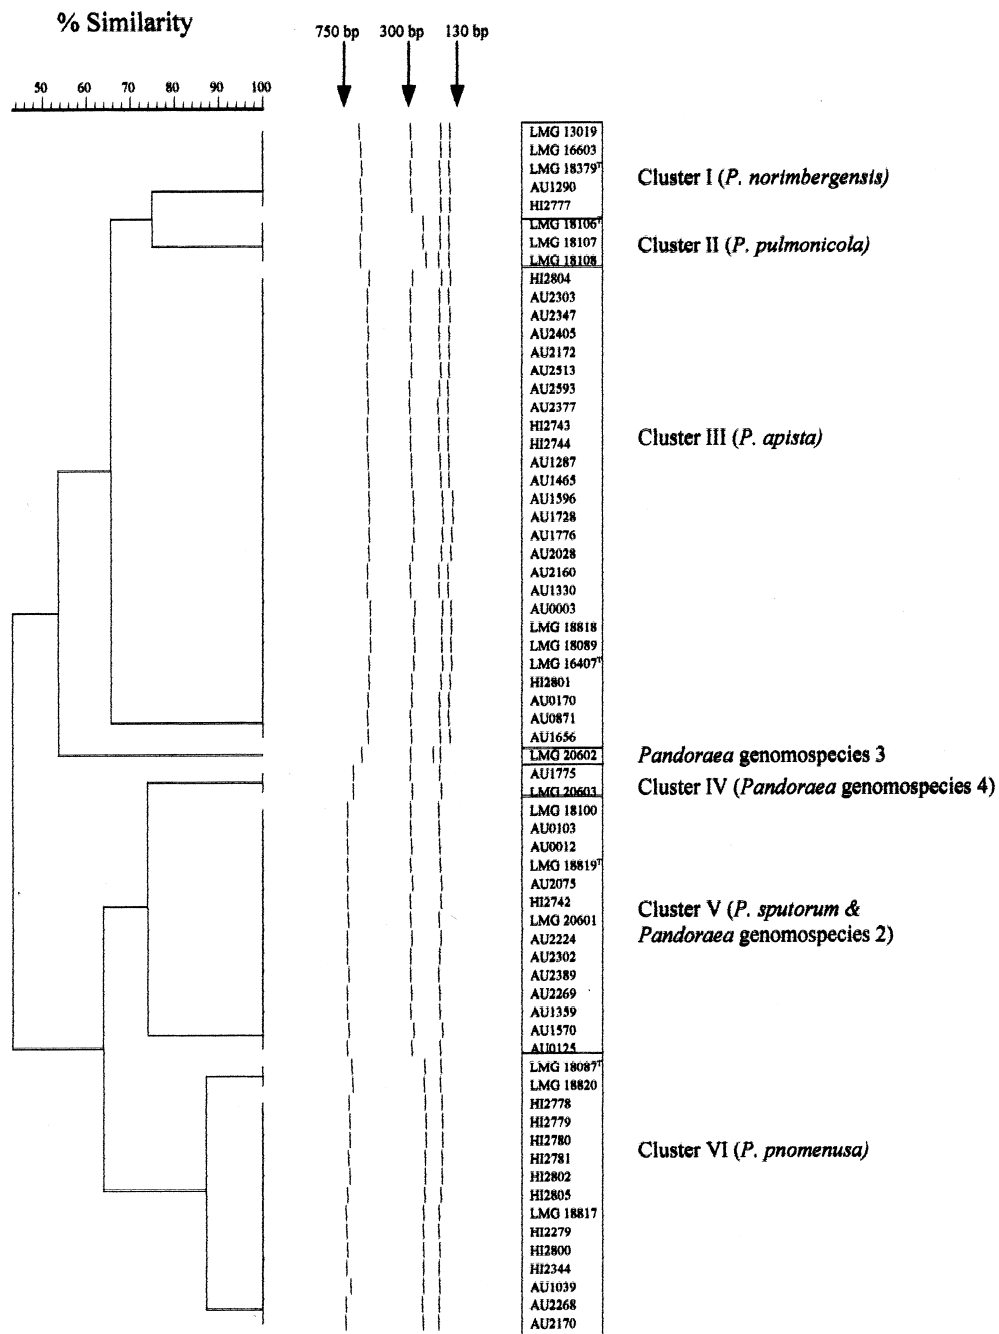 % Similarity
750 bp 300 bp 130 bp
50 60 70 80 90 100
LMG 13019
LMG 16603
LMG 18379ᵀ
AU1290
HI2777
Cluster I (P. norimbergensis)
LMG 18106ᵀ
LMG 18107
LMG 18108
Cluster II (P. pulmonicola)
HI2804
AU2303
AU2347
AU2405
AU2172
AU2513
AU2593
AU2377
HI2743
HI2744
AU1287
AU1465
AU1596
AU1728
AU1776
AU2028
AU2160
AU1330
AU0003
LMG 18818
LMG 18089
LMG 16407ᵀ
HI2801
AU0170
AU0871
AU1656
Cluster III (P. apista)
LMG 20602
Pandoraea genomospecies 3
AU1775
LMG 20603
Cluster IV (Pandoraea genomospecies 4)
LMG 18100
AU0103
AU0012
LMG 18819ᵀ
AU2075
HI2742
LMG 20601
AU2224
AU2302
AU2389
AU2269
AU1359
AU1570
AU0125
Cluster V (P. sputorum &
Pandoraea genomospecies 2)
LMG 18087ᵀ
LMG 18820
HI2778
HI2779
HI2780
HI2781
HI2802
HI2805
LMG 18817
HI2279
HI2800
HI2344
AU1039
AU2268
AU2170
Cluster VI (P. pnomenusa)